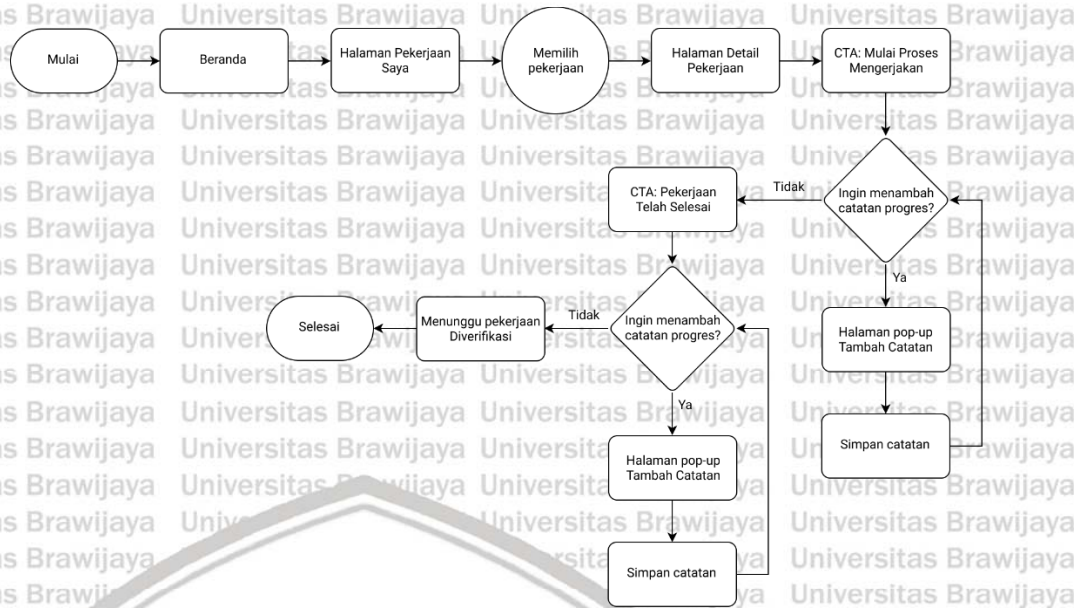 Mulai
Beranda
Halaman Pekerjaan
Saya
Memilih
pekerjaan
Halaman Detail
Pekerjaan
CTA: Mulai Proses
Mengerjakan
Ingin menambah
catatan progres?
Tidak
CTA: Pekerjaan
Telah Selesai
Ya
Halaman pop-up
Tambah Catatan
Simpan catatan
Ingin menambah
catatan progres?
Tidak
Menunggu pekerjaan
Diverifikasi
Selesai
Ya
Halaman pop-up
Tambah Catatan
Simpan catatan
Universitas Brawijaya